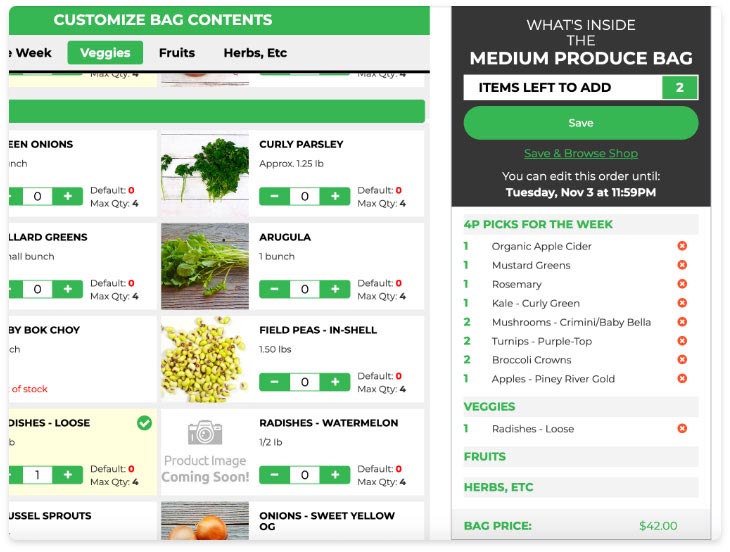 CUSTOMIZE BAG CONTENTS
e Week Veggies Fruits Herbs, Etc
Max Qty: 4
EEN ONIONS
unch
0 +
Default: 0
Max Qty: 4
CURLY PARSLEY
Approx. 1.25 lb
− 0 +
Default: 0
Max Qty: 4
LLARD GREENS
all bunch
0 +
Default: 0
Max Qty: 4
ARUGULA
1 bunch
− 0 +
Default: 0
Max Qty: 4
BY BOK CHOY
ch
of stock
FIELD PEAS - IN-SHELL
1.50 lbs
− 0 +
Default: 0
Max Qty: 4
DISHES - LOOSE
b
1 +
Default: 0
Max Qty: 4
Product Image
Coming Soon!
RADISHES - WATERMELON
1/2 lb
− 0 +
Default: 0
Max Qty: 4
USSEL SPROUTS
ONIONS - SWEET YELLOW
OG
WHAT'S INSIDE
THE
MEDIUM PRODUCE BAG
ITEMS LEFT TO ADD 2
Save
Save & Browse Shop
You can edit this order until:
Tuesday, Nov 3 at 11:59PM
4P PICKS FOR THE WEEK
1 Organic Apple Cider
1 Mustard Greens
1 Rosemary
1 Kale - Curly Green
2 Mushrooms - Crimini/Baby Bella
2 Turnips - Purple-Top
2 Broccoli Crowns
1 Apples - Piney River Gold
VEGGIES
1 Radishes - Loose
FRUITS
HERBS, ETC
BAG PRICE: $42.00